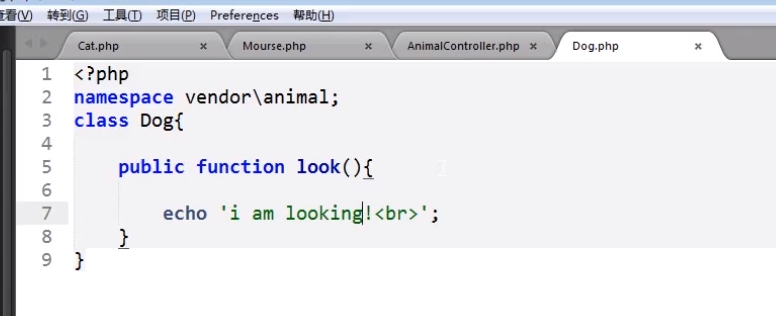 查看(V) 转到(G) 工具(T) 项目(P) Preferences 帮助(H)
Cat.php × Mourse.php × AnimalController.php × Dog.php ×
1 <?php
2 namespace vendor\animal;
3 class Dog{
4
5 public function look(){
6
7 echo 'i am looking!<br>';
8 }
9 }